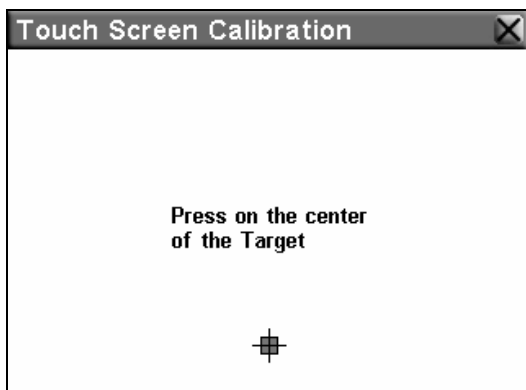 Touch Screen Calibration
Press on the center
of the Target